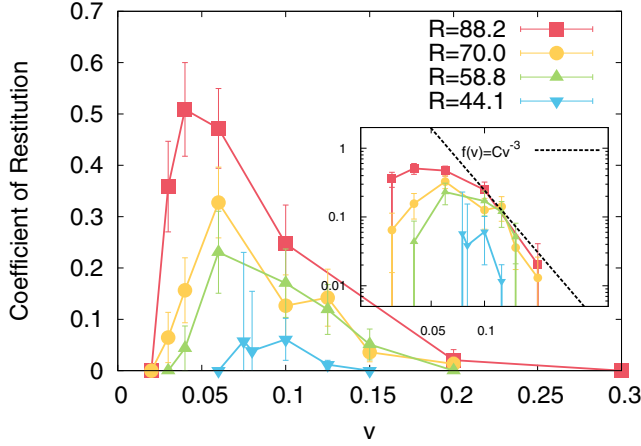 0.7
0.6
0.5
0.4
0.3
0.2
0.1
0
Coefficient of Restitution
R=88.2
R=70.0
R=58.8
R=44.1
f(v)=Cv-3
1
0.1
0.01
0.05 0.1
0 0.05 0.1 0.15 0.2 0.25 0.3
v